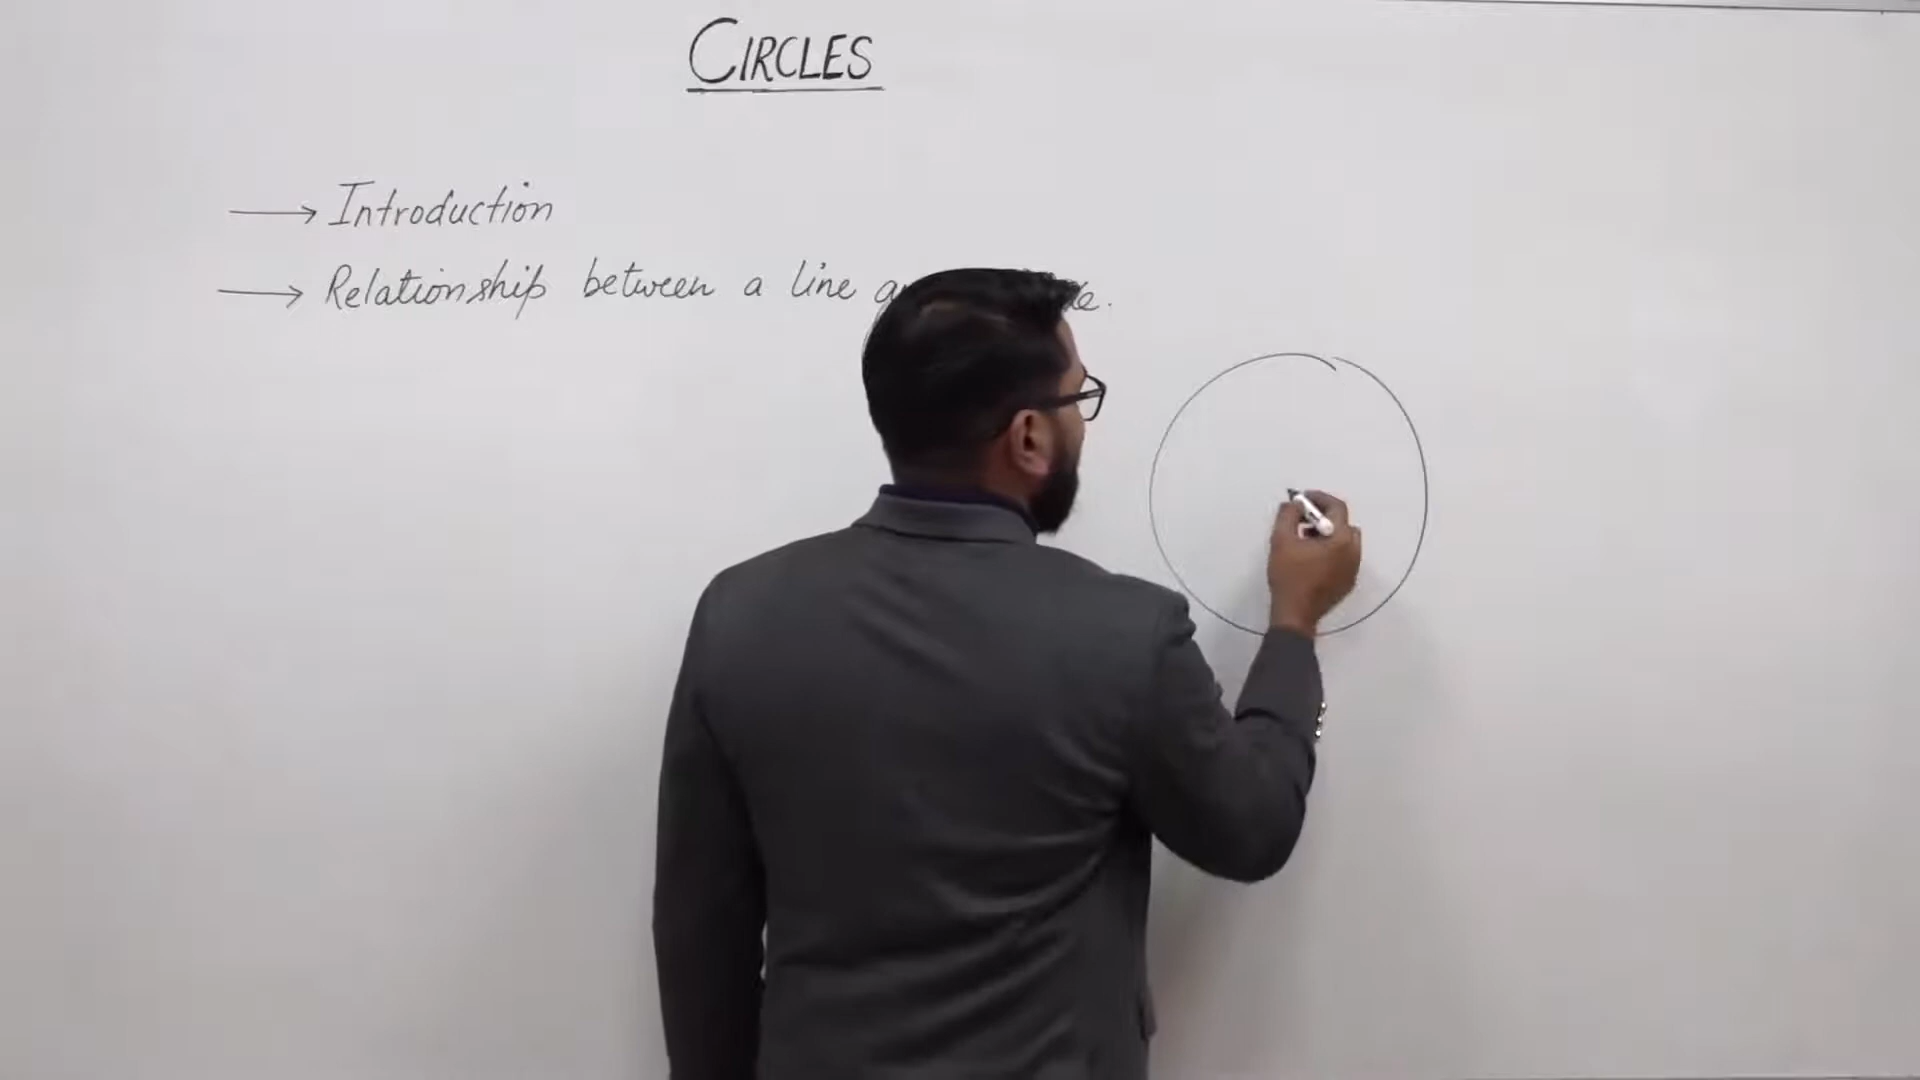 CIRCLES
→ Introduction
→ Relationship between a line